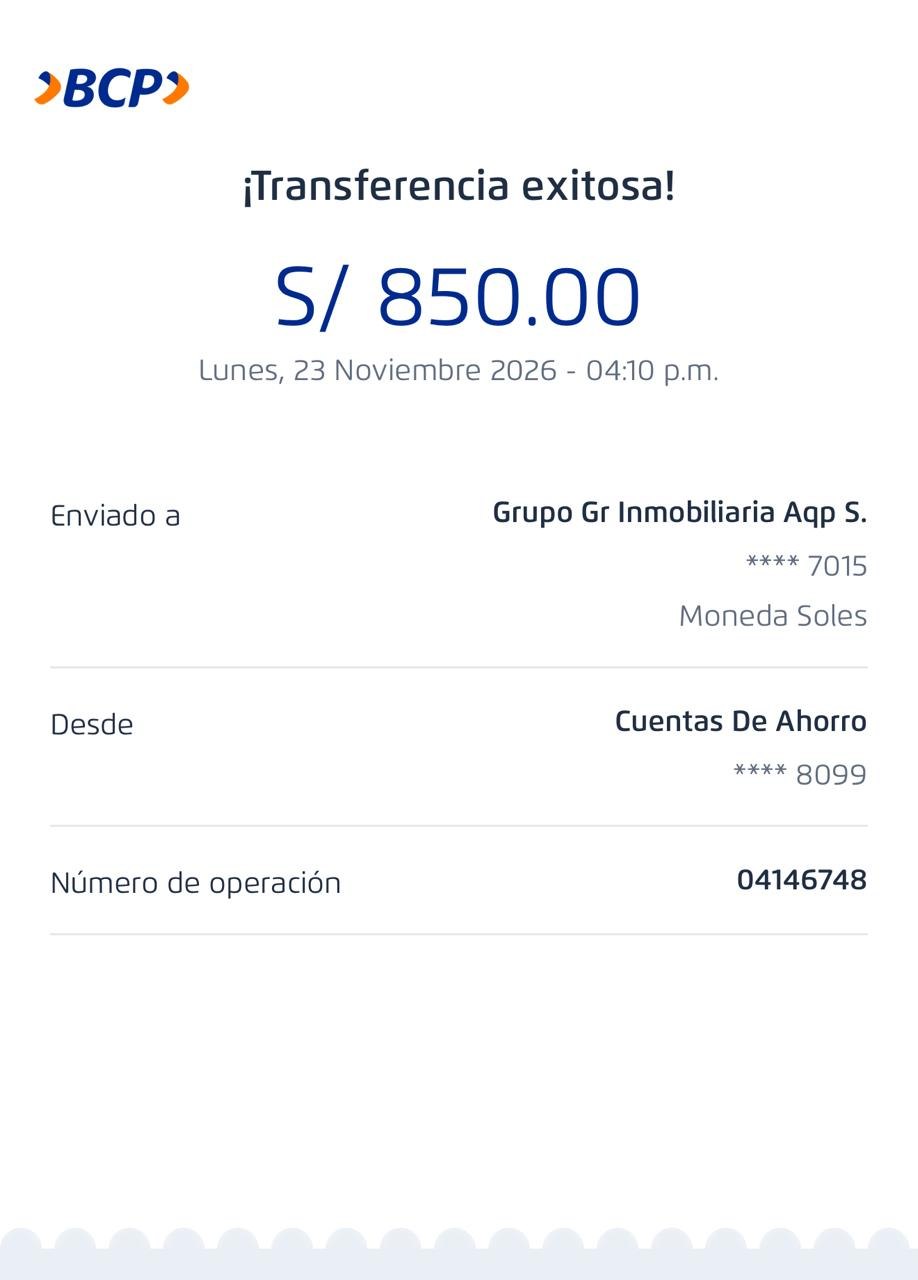 BCP
¡Transferencia exitosa!
S/ 850.00
Lunes, 23 Noviembre 2026 - 04:10 p.m.
Enviado a
Grupo Gr Inmobiliaria Aqp S.
**** 7015
Moneda Soles
Desde
Cuentas De Ahorro
**** 8099
Número de operación
04146748